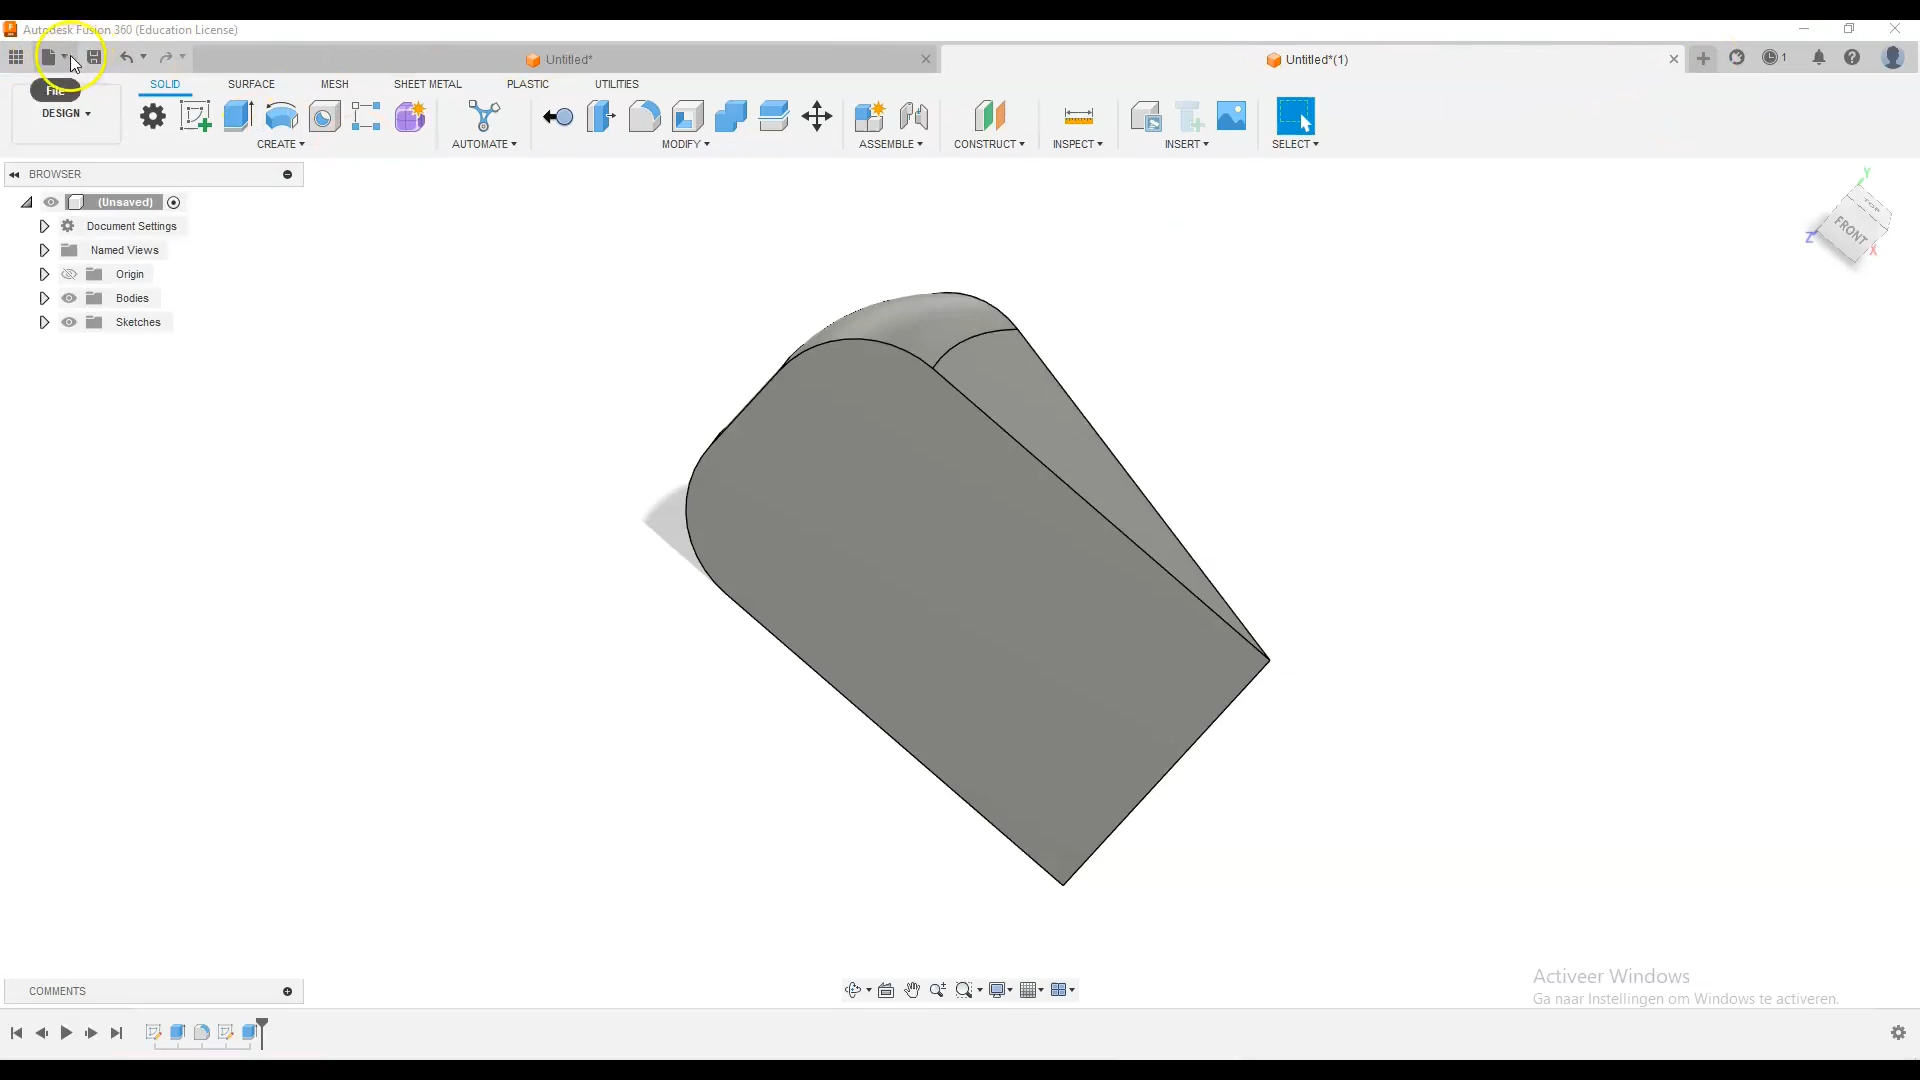 Autodesk Fusion 360 (Education License)
Untitled*
Untitled*(1)
1
File
DESIGN
SOLID
SURFACE
MESH
SHEET METAL
PLASTIC
UTILITIES
CREATE
AUTOMATE
MODIFY
ASSEMBLE
CONSTRUCT
INSPECT
INSERT
SELECT
BROWSER
(Unsaved)
Document Settings
Named Views
Origin
Bodies
Sketches
Y
TOP
FRONT
Z
X
Activeer Windows
Ga naar Instellingen om Windows te activeren.
COMMENTS